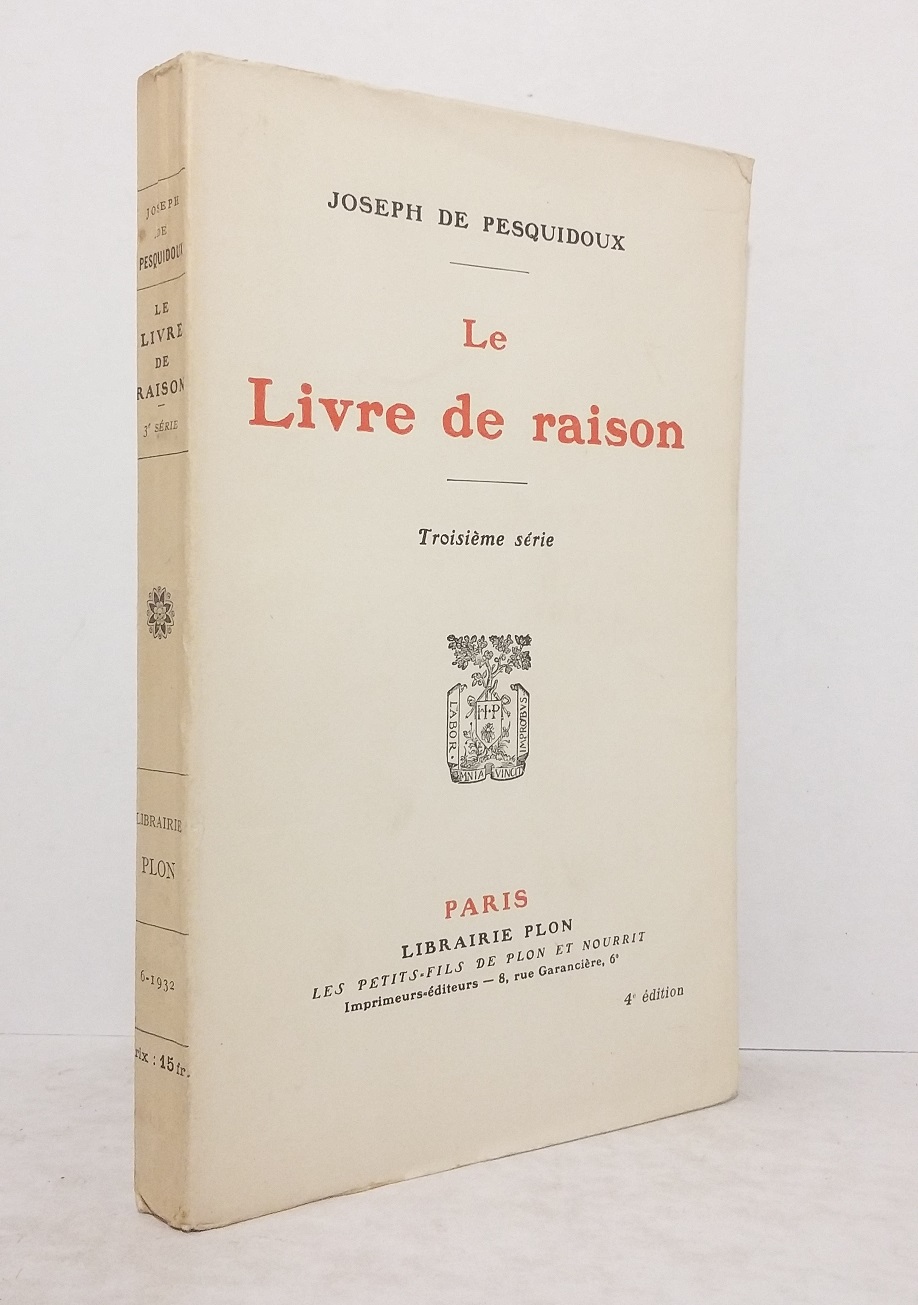 JOSEPH
DE
PESQUIDOUX
LE
LIVRE
DE
RAISON
3e SÉRIE
LIBRAIRIE
PLON
6-1932
Prix : 15 fr.
JOSEPH DE PESQUIDOUX
Le
Livre de raison
Troisième série
H·P
LABOR·
OMNIA VINCIT
IMPROBVS
PARIS
LIBRAIRIE PLON
LES PETITS-FILS DE PLON ET NOURRIT
Imprimeurs-éditeurs — 8, rue Garancière, 6e
4e édition